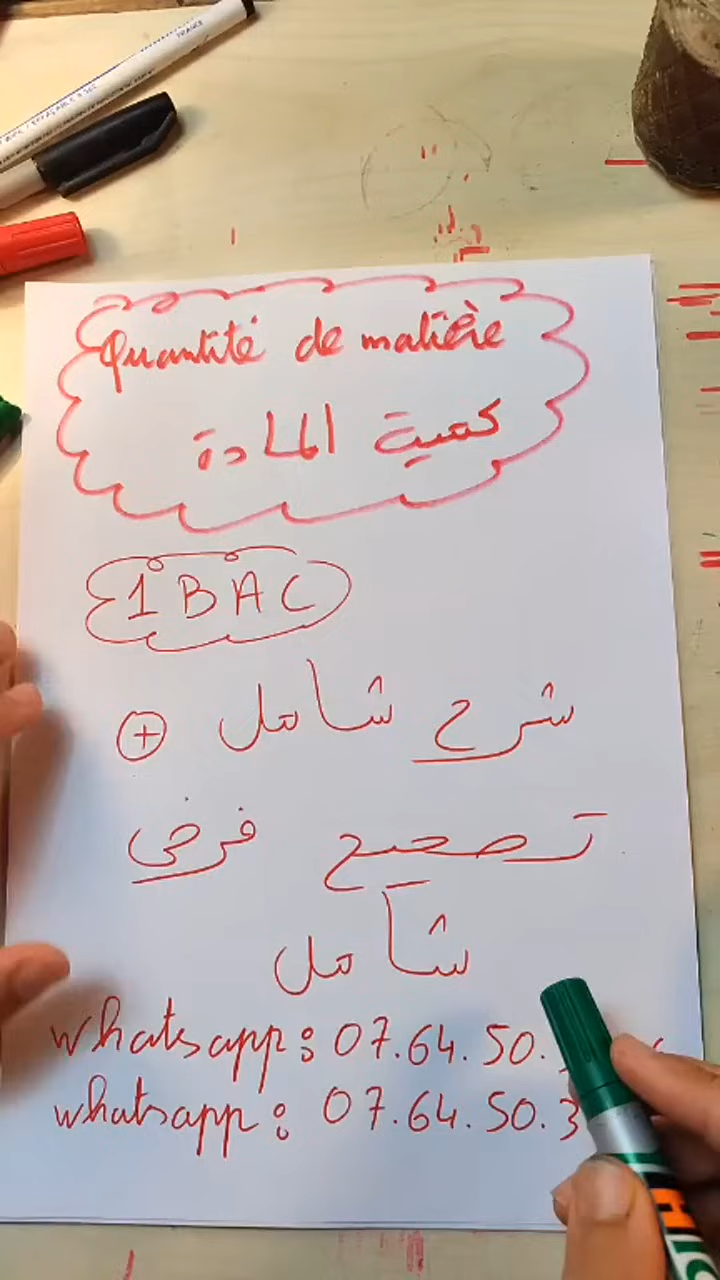 FRANCE
Quantité de matière
كمية المادة
1 BAC
شرح شامل +
تصحيح فرض
شامل
whatsapp: 07.64.50.
whatsapp: 07.64.50.3